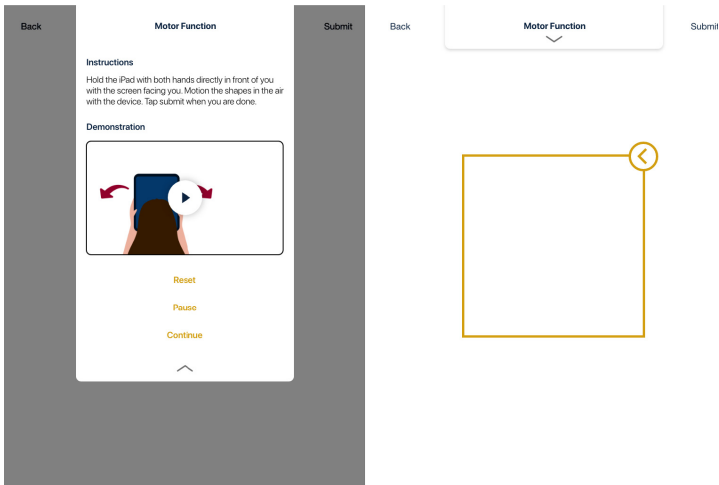 Back
Motor Function
Submit
Instructions
Hold the iPad with both hands directly in front of you
with the screen facing you. Motion the shapes in the air
with the device. Tap submit when you are done.
Demonstration
Reset
Pause
Continue
Back
Motor Function
Submit